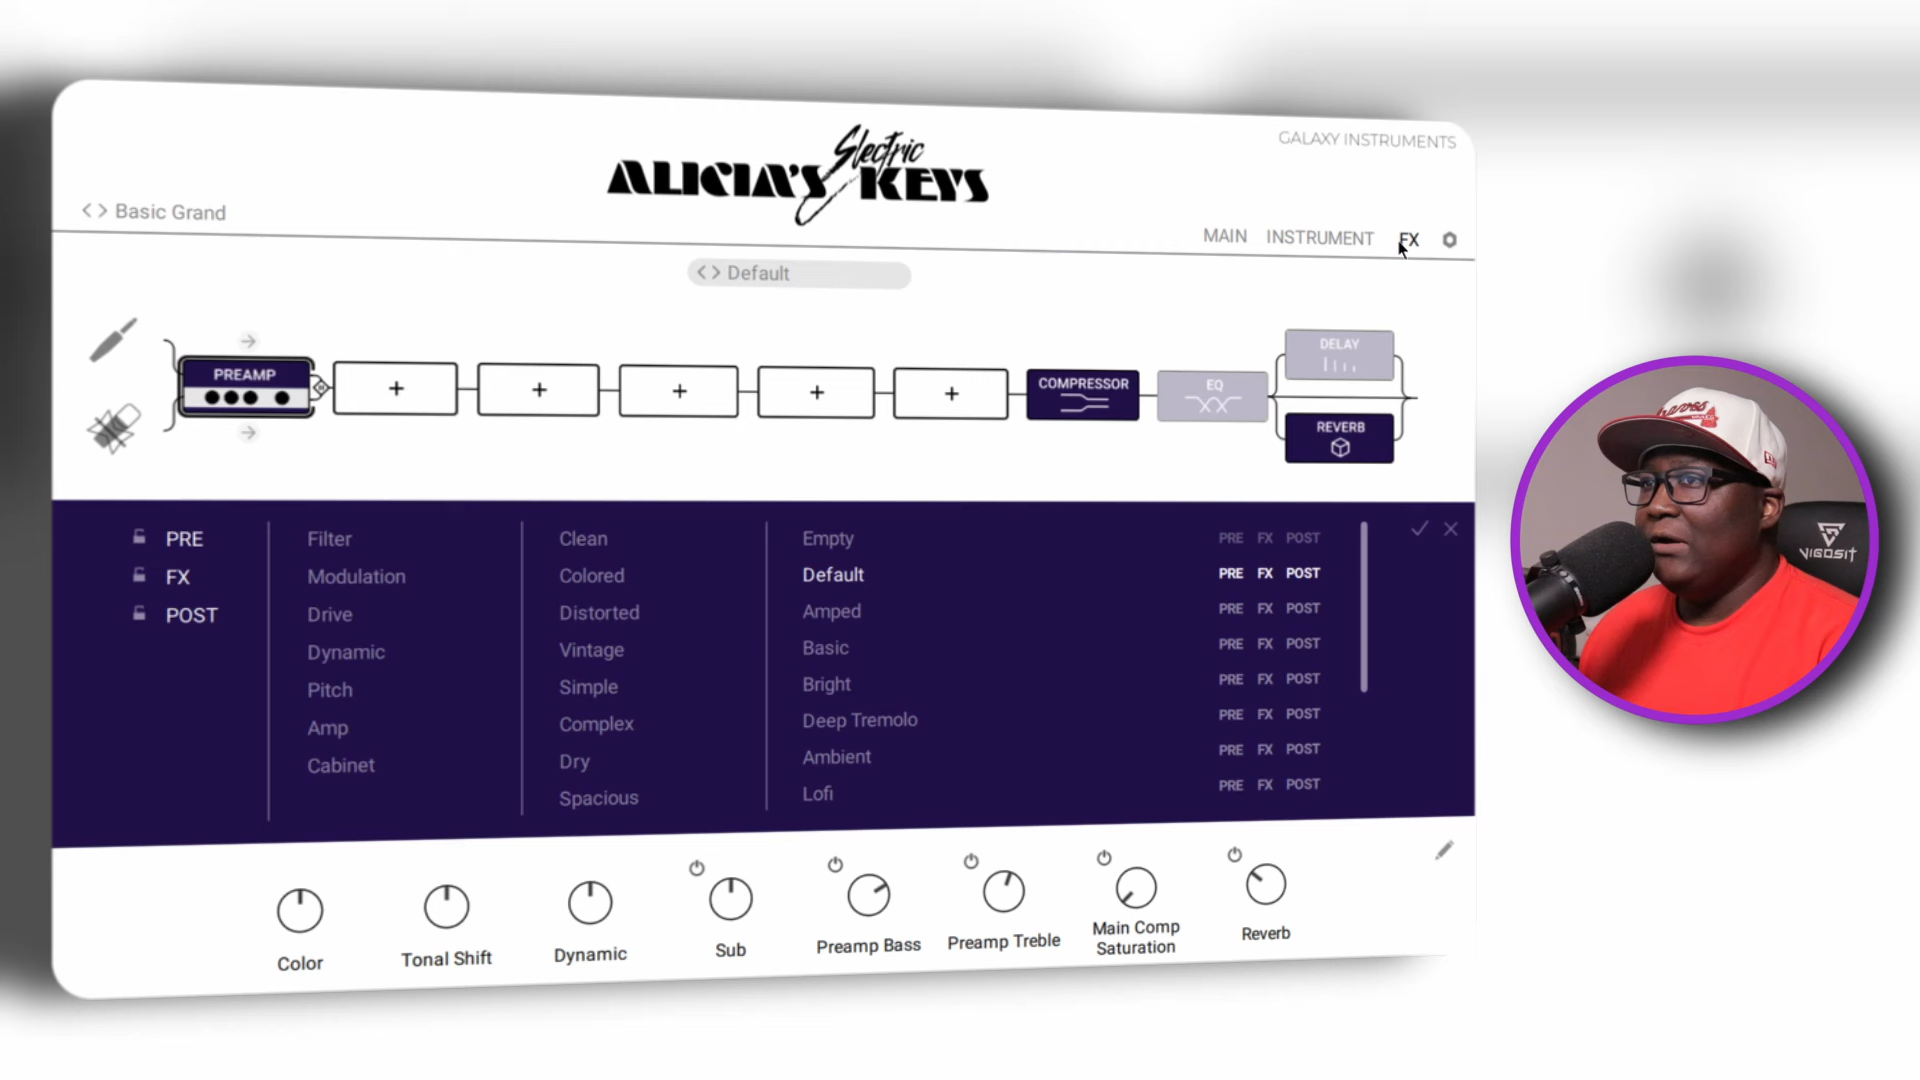 GALAXY INSTRUMENTS
Electric
ALICIA'S KEYS
Basic Grand
MAIN INSTRUMENT FX
Default
PREAMP
COMPRESSOR
EQ
DELAY
REVERB
PRE
FX
POST
Filter
Modulation
Drive
Dynamic
Pitch
Amp
Cabinet
Clean
Colored
Distorted
Vintage
Simple
Complex
Dry
Spacious
Empty PRE FX POST
Default PRE FX POST
Amped PRE FX POST
Basic PRE FX POST
Bright PRE FX POST
Deep Tremolo PRE FX POST
Ambient PRE FX POST
Lofi PRE FX POST
Color
Tonal Shift
Dynamic
Sub
Preamp Bass
Preamp Treble
Main Comp
Saturation
Reverb
VIGOSIT